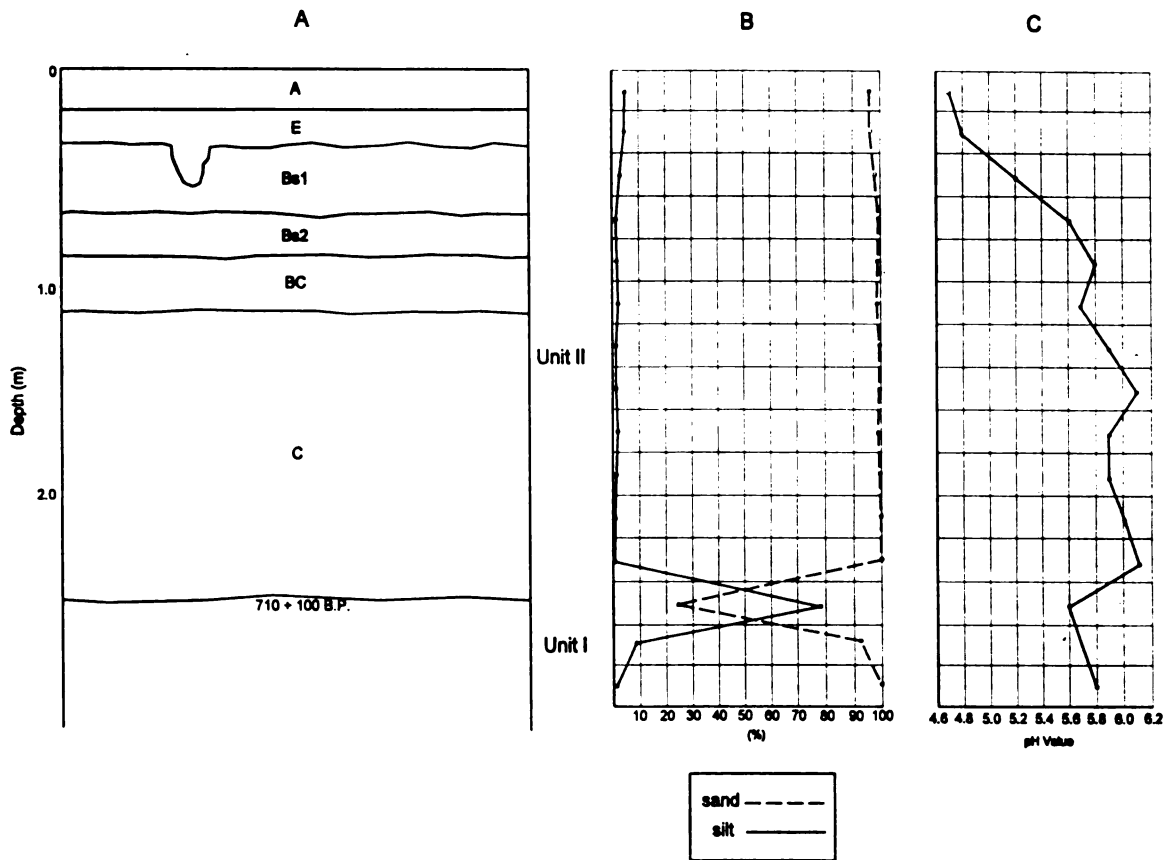 A
B
C
0
A
E
Bs1
Bs2
BC
1.0
Unit II
Depth (m)
C
2.0
710 + 100 B.P.
Unit I
10 20 30 40 50 60 70 80 90 100
(%)
4.6 4.8 5.0 5.2 5.4 5.6 5.8 6.0 6.2
pH Value
sand
silt